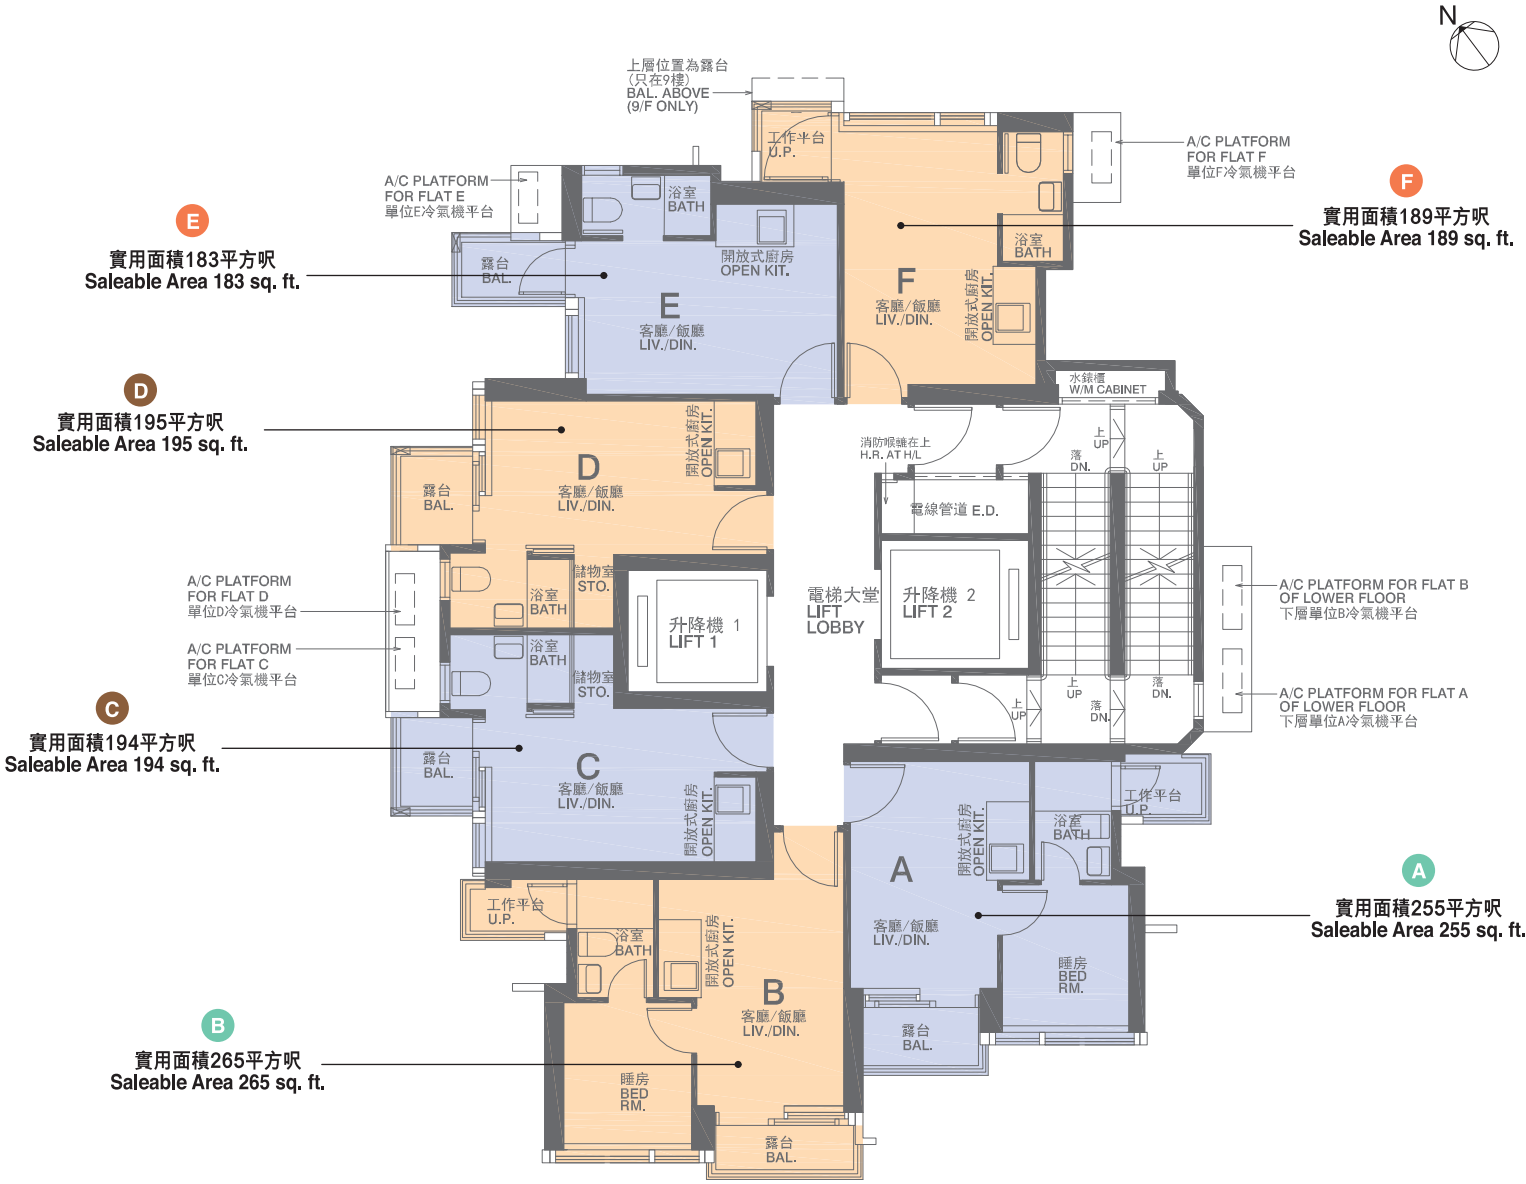 N
上層位置為露台
(只在9樓)
BAL. ABOVE
(9/F ONLY)
工作平台
U.P.
A/C PLATFORM
FOR FLAT F
單位F冷氣機平台
F
實用面積189平方呎
Saleable Area 189 sq. ft.
A/C PLATFORM
FOR FLAT E
單位E冷氣機平台
浴室
BATH
E
實用面積183平方呎
Saleable Area 183 sq. ft.
露台
BAL.
開放式廚房
OPEN KIT.
E
客廳/飯廳
LIV./DIN.
浴室
BATH
F
客廳/飯廳
LIV./DIN.
開放式廚房
OPEN KIT.
水錶櫃
W/M CABINET
D
實用面積195平方呎
Saleable Area 195 sq. ft.
開放式廚房
OPEN KIT.
D
客廳/飯廳
LIV./DIN.
露台
BAL.
消防喉轆在上
H.R. AT H/L
上
UP
落
DN.
上
UP
電線管道 E.D.
A/C PLATFORM
FOR FLAT D
單位D冷氣機平台
浴室
BATH
儲物室
STO.
升降機 1
LIFT 1
電梯大堂
LIFT
LOBBY
升降機 2
LIFT 2
A/C PLATFORM FOR FLAT B
OF LOWER FLOOR
下層單位B冷氣機平台
A/C PLATFORM
FOR FLAT C
單位C冷氣機平台
浴室
BATH
儲物室
STO.
上
UP
上
UP
落
DN.
落
DN.
A/C PLATFORM FOR FLAT A
OF LOWER FLOOR
下層單位A冷氣機平台
C
實用面積194平方呎
Saleable Area 194 sq. ft.
露台
BAL.
C
客廳/飯廳
LIV./DIN.
開放式廚房
OPEN KIT.
開放式廚房
OPEN KIT.
工作平台
U.P.
浴室
BATH
A
客廳/飯廳
LIV./DIN.
A
實用面積255平方呎
Saleable Area 255 sq. ft.
睡房
BED
RM.
露台
BAL.
工作平台
U.P.
浴室
BATH
開放式廚房
OPEN KIT.
B
客廳/飯廳
LIV./DIN.
B
實用面積265平方呎
Saleable Area 265 sq. ft.
睡房
BED
RM.
露台
BAL.